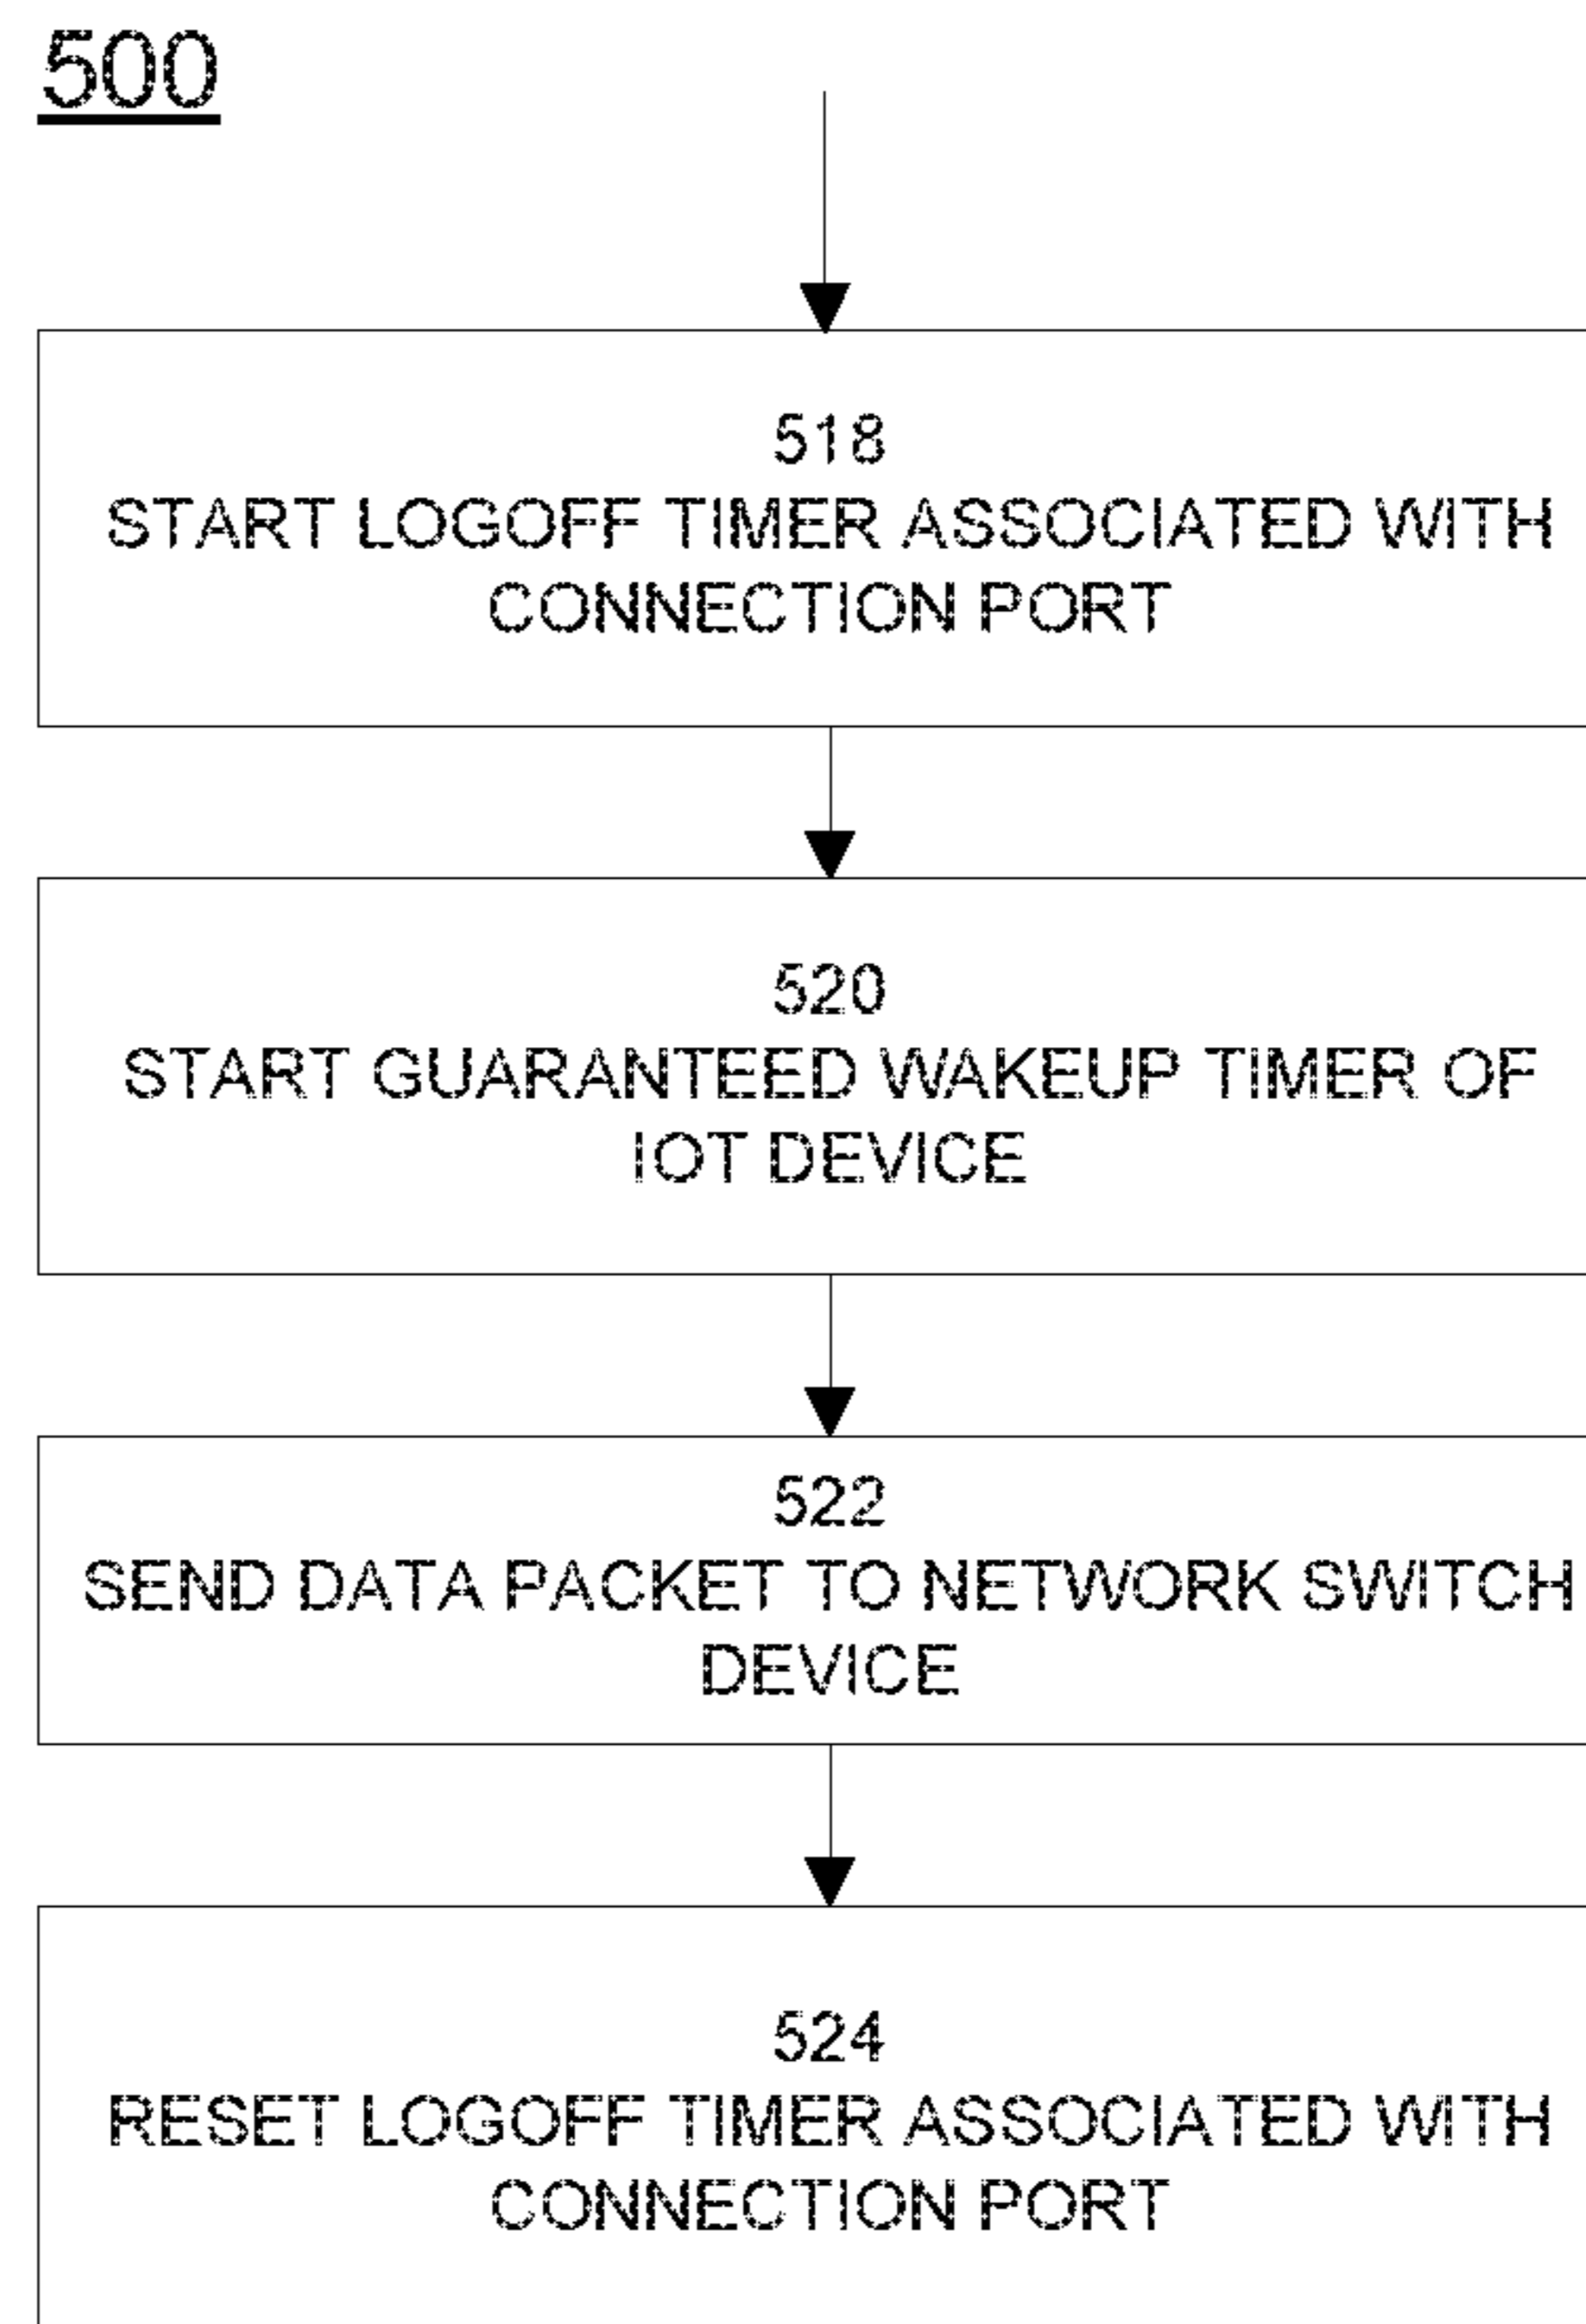 500
518
START LOGOFF TIMER ASSOCIATED WITH
CONNECTION PORT
520
START GUARANTEED WAKEUP TIMER OF
IOT DEVICE
522
SEND DATA PACKET TO NETWORK SWITCH
DEVICE
524
RESET LOGOFF TIMER ASSOCIATED WITH
CONNECTION PORT